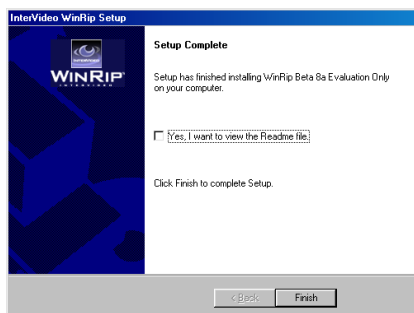 InterVideo WinRip Setup
INTERVIDEO
WINRIP
INTERVIDEO
Setup Complete
Setup has finished installing WinRip Beta 8a Evaluation Only
on your computer.
Yes, I want to view the Readme file.
Click Finish to complete Setup.
< Back
Finish